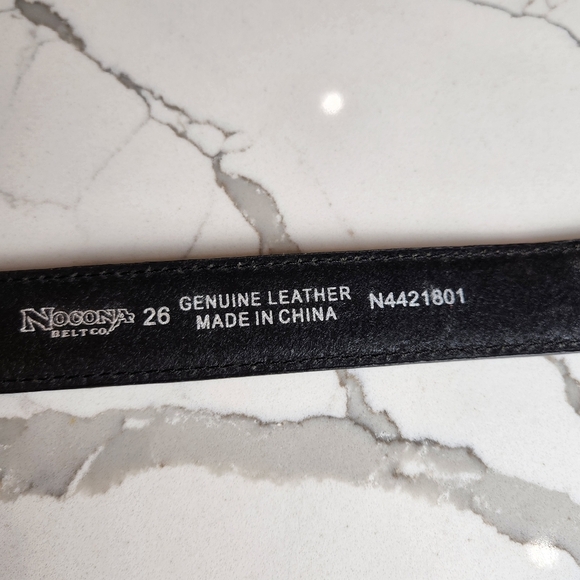 NOCONA
BELT CO.
26
GENUINE LEATHER
MADE IN CHINA
N4421801